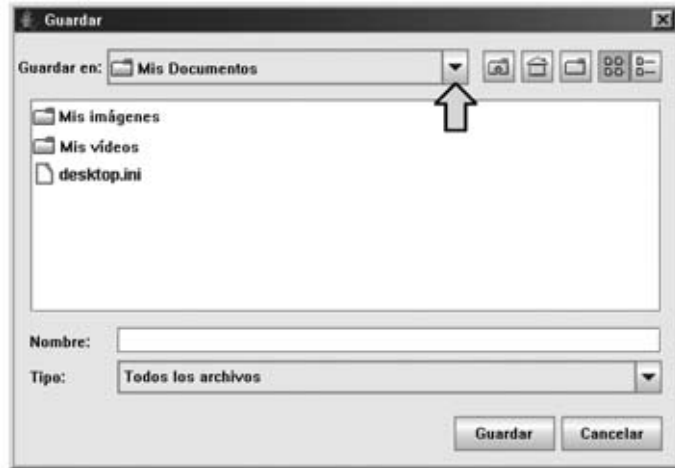 Guardar
Guardar en: Mis Documentos
Mis imágenes
Mis vídeos
desktop.ini
Nombre:
Tipo: Todos los archivos
Guardar Cancelar